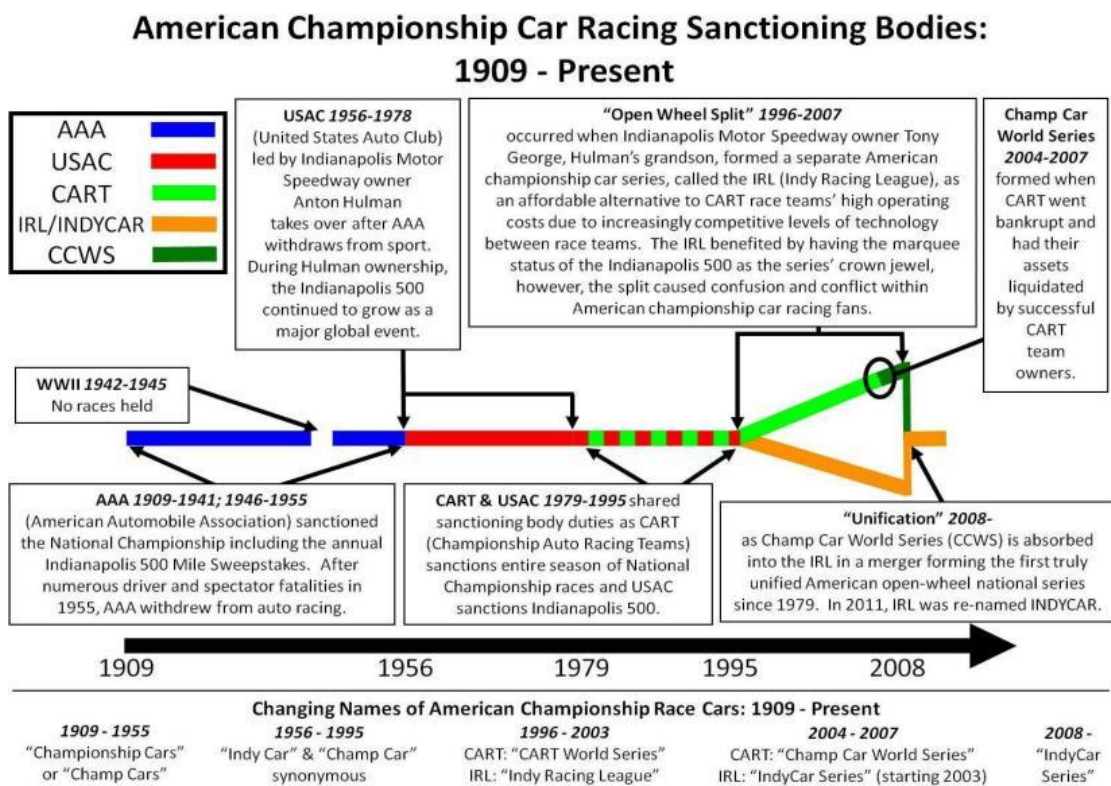 American Championship Car Racing Sanctioning Bodies:
1909 - Present
AAA
USAC
CART
IRL/INDYCAR
CCWS
USAC 1956-1978
(United States Auto Club)
led by Indianapolis Motor
Speedway owner
Anton Hulman
takes over after AAA
withdraws from sport.
During Hulman ownership,
the Indianapolis 500
continued to grow as a
major global event.
"Open Wheel Split" 1996-2007
occurred when Indianapolis Motor Speedway owner Tony
George, Hulman's grandson, formed a separate American
championship car series, called the IRL (Indy Racing League), as
an affordable alternative to CART race teams' high operating
costs due to increasingly competitive levels of technology
between race teams. The IRL benefited by having the marquee
status of the Indianapolis 500 as the series' crown jewel,
however, the split caused confusion and conflict within
American championship car racing fans.
Champ Car
World Series
2004-2007
formed when
CART went
bankrupt and
had their
assets
liquidated
by successful
CART
team
owners.
WWII 1942-1945
No races held
AAA 1909-1941; 1946-1955
(American Automobile Association) sanctioned
the National Championship including the annual
Indianapolis 500 Mile Sweepstakes. After
numerous driver and spectator fatalities in
1955, AAA withdrew from auto racing.
CART & USAC 1979-1995 shared
sanctioning body duties as CART
(Championship Auto Racing Teams)
sanctions entire season of National
Championship races and USAC
sanctions Indianapolis 500.
"Unification" 2008-
as Champ Car World Series (CCWS) is absorbed
into the IRL in a merger forming the first truly
unified American open-wheel national series
since 1979. In 2011, IRL was re-named INDYCAR.
1909 1956 1979 1995 2008
Changing Names of American Championship Race Cars: 1909 - Present
1909 - 1955
"Championship Cars"
or "Champ Cars"
1956 - 1995
"Indy Car" & "Champ Car"
synonymous
1996 - 2003
CART: "CART World Series"
IRL: "Indy Racing League"
2004 - 2007
CART: "Champ Car World Series"
IRL: "IndyCar Series" (starting 2003)
2008 -
"IndyCar
Series"